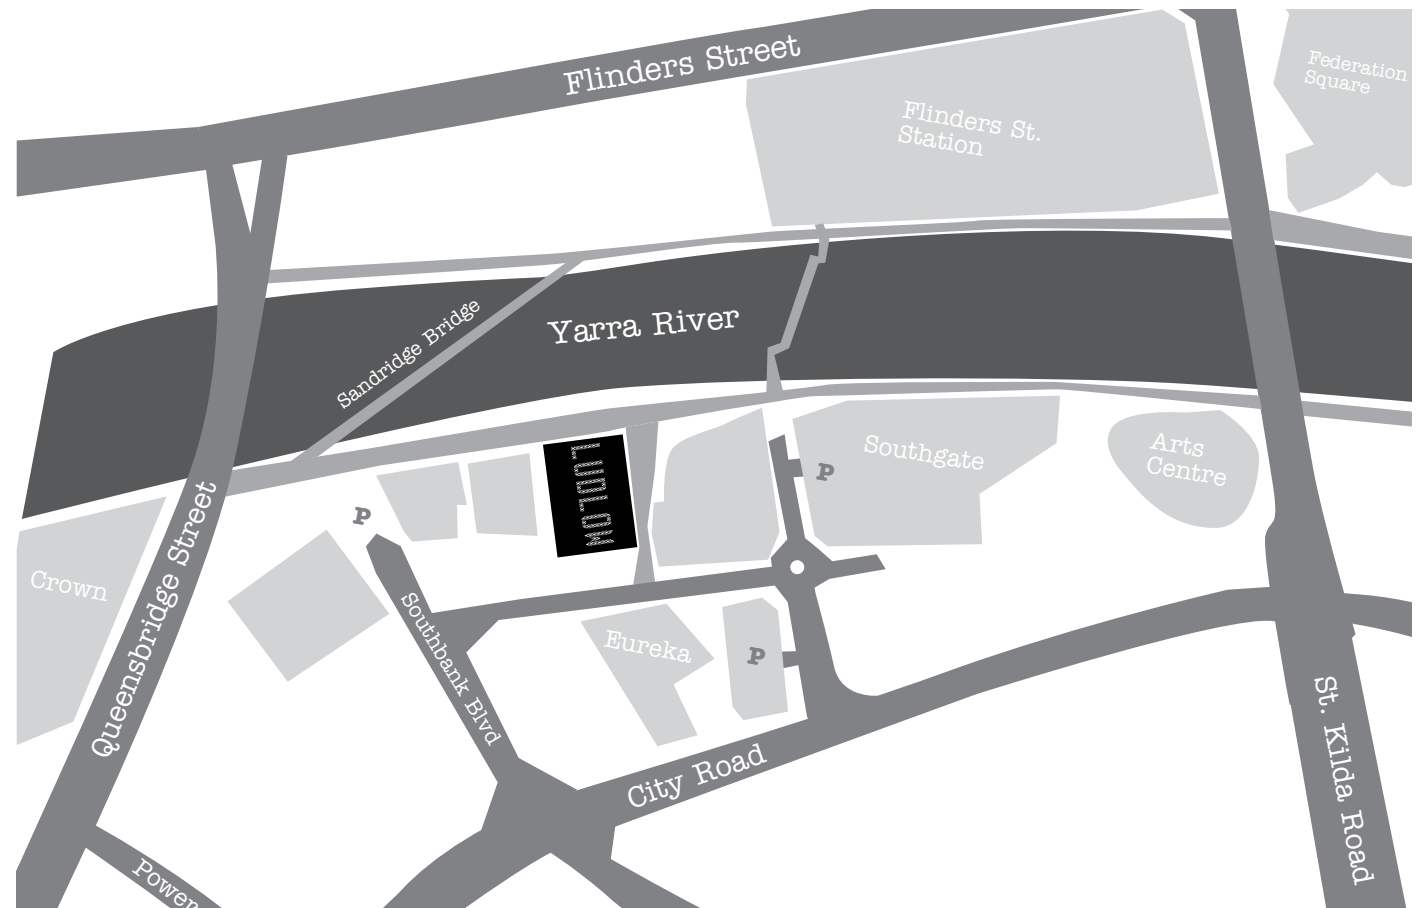 Flinders Street
Federation
Square
Flinders St.
Station
Sandridge Bridge
Yarra River
LUDLOW
Southgate
P
Arts
Centre
P
Crown
Queensbridge Street
Southbank Blvd
Eureka
P
City Road
St. Kilda Road
Power